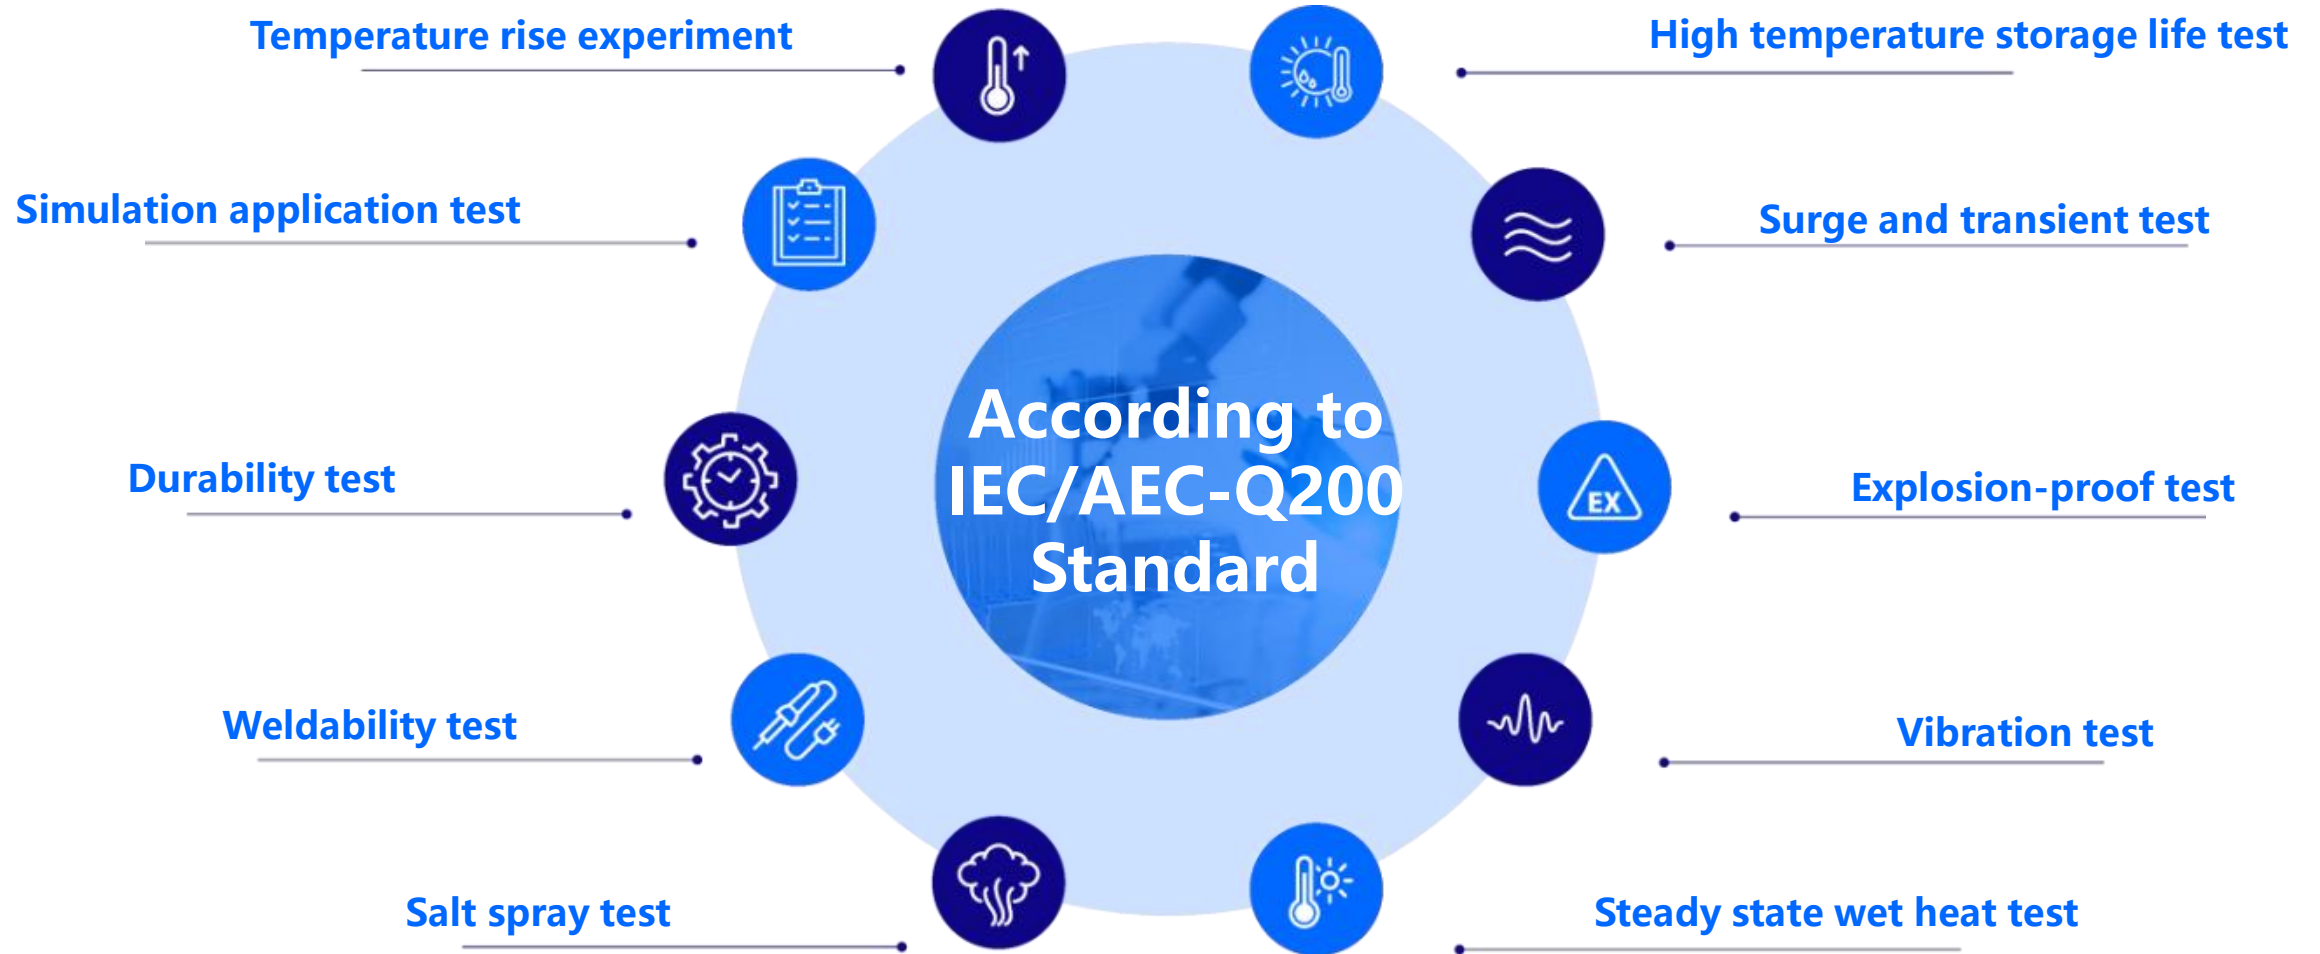 Temperature rise experiment
High temperature storage life test
Simulation application test
Surge and transient test
According to
IEC/AEC-Q200
Standard
Durability test
Explosion-proof test
EX
Weldability test
Vibration test
Salt spray test
Steady state wet heat test